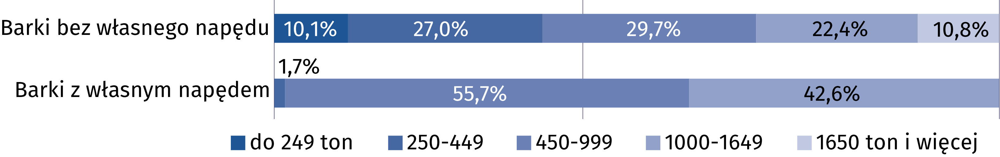 Barki bez własnego napędu 10,1% 27,0% 29,7% 22,4% 10,8%
1,7%
Barki z własnym napędem 55,7% 42,6%
do 249 ton 250-449 450-999 1000-1649 1650 ton i więcej